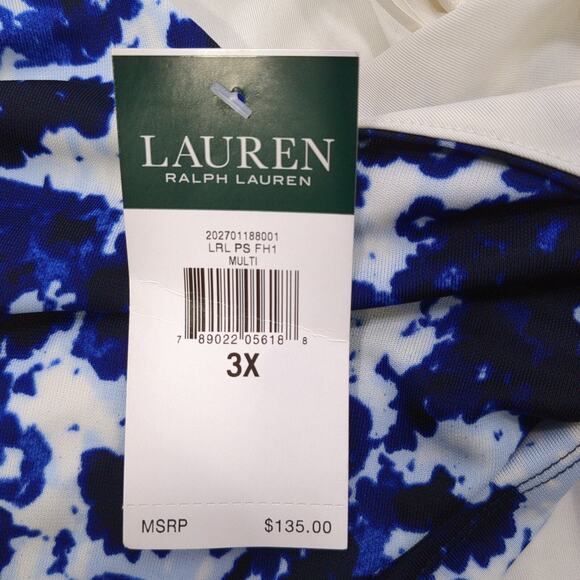 LAUREN
RALPH LAUREN
202701188001
LRL PS FH1
MULTI
7 89022 05618 8
3X
MSRP $135.00